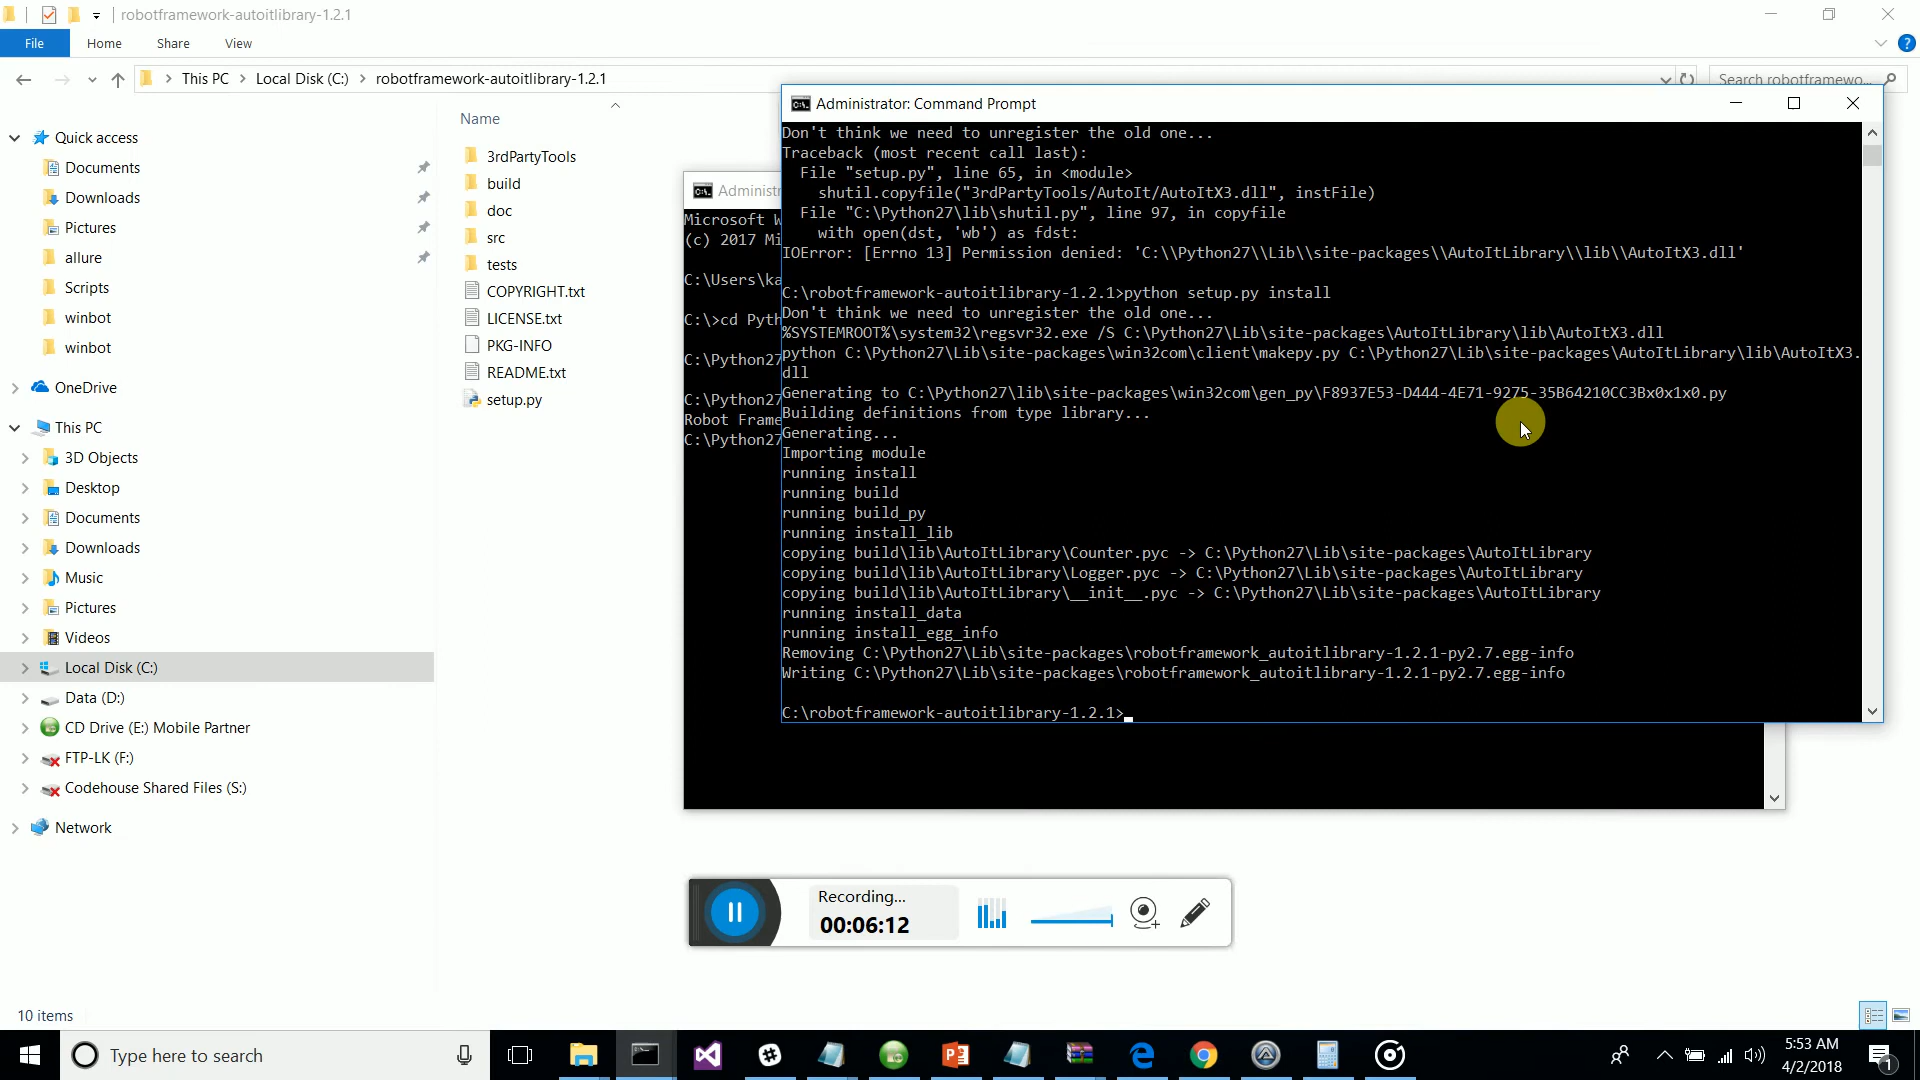 robotframework-autoitlibrary-1.2.1
File
Home
Share
View
This PC
Local Disk (C:)
robotframework-autoitlibrary-1.2.1
Search robotframewo...
Quick access
Documents
Downloads
Pictures
allure
Scripts
winbot
winbot
OneDrive
This PC
3D Objects
Desktop
Documents
Downloads
Music
Pictures
Videos
Local Disk (C:)
Data (D:)
CD Drive (E:) Mobile Partner
FTP-LK (F:)
Codehouse Shared Files (S:)
Network
Name
3rdPartyTools
build
doc
src
tests
COPYRIGHT.txt
LICENSE.txt
PKG-INFO
README.txt
setup.py
Microsoft
(c) 2017
C:\>cd
C:\Python27
C:\Python27
Robot
C:\Python27
Administrator: Command Prompt
Don't think we need to unregister the old one...
Traceback (most recent call last):
File "setup.py", line 65, in <module>
shutil.copyfile("3rdPartyTools/AutoIt/AutoItX3.dll", instFile)
File "C:\Python27\lib\shutil.py", line 97, in copyfile
with open(dst, 'wb') as fdst:
IOError: [Errno 13] Permission denied: 'C:\\Python27\\Lib\\site-packages\\AutoItLibrary\\lib\\AutoItX3.dll'
C:\robotframework-autoitlibrary-1.2.1>python setup.py install
Don't think we need to unregister the old one...
%SYSTEMROOT%\system32\regsvr32.exe /S C:\Python27\Lib\site-packages\AutoItLibrary\lib\AutoItX3.dll
python C:\Python27\Lib\site-packages\win32com\client\makepy.py C:\Python27\Lib\site-packages\AutoItLibrary\lib\AutoItX3.
dll
Generating to C:\Python27\lib\site-packages\win32com\gen_py\F8937E53-D444-4E71-9275-35B64210CC3Bx0x1x0.py
Building definitions from type library...
Generating...
Importing module
running install
running build
running build_py
running install_lib
copying build\lib\AutoItLibrary\Counter.pyc -> C:\Python27\Lib\site-packages\AutoItLibrary
copying build\lib\AutoItLibrary\Logger.pyc -> C:\Python27\Lib\site-packages\AutoItLibrary
copying build\lib\AutoItLibrary\__init__.pyc -> C:\Python27\Lib\site-packages\AutoItLibrary
running install_data
running install_egg_info
Removing C:\Python27\Lib\site-packages\robotframework_autoitlibrary-1.2.1-py2.7.egg-info
Writing C:\Python27\Lib\site-packages\robotframework_autoitlibrary-1.2.1-py2.7.egg-info
C:\robotframework-autoitlibrary-1.2.1>
Recording...
00:06:12
10 items
Type here to search
5:53 AM
4/2/2018
1